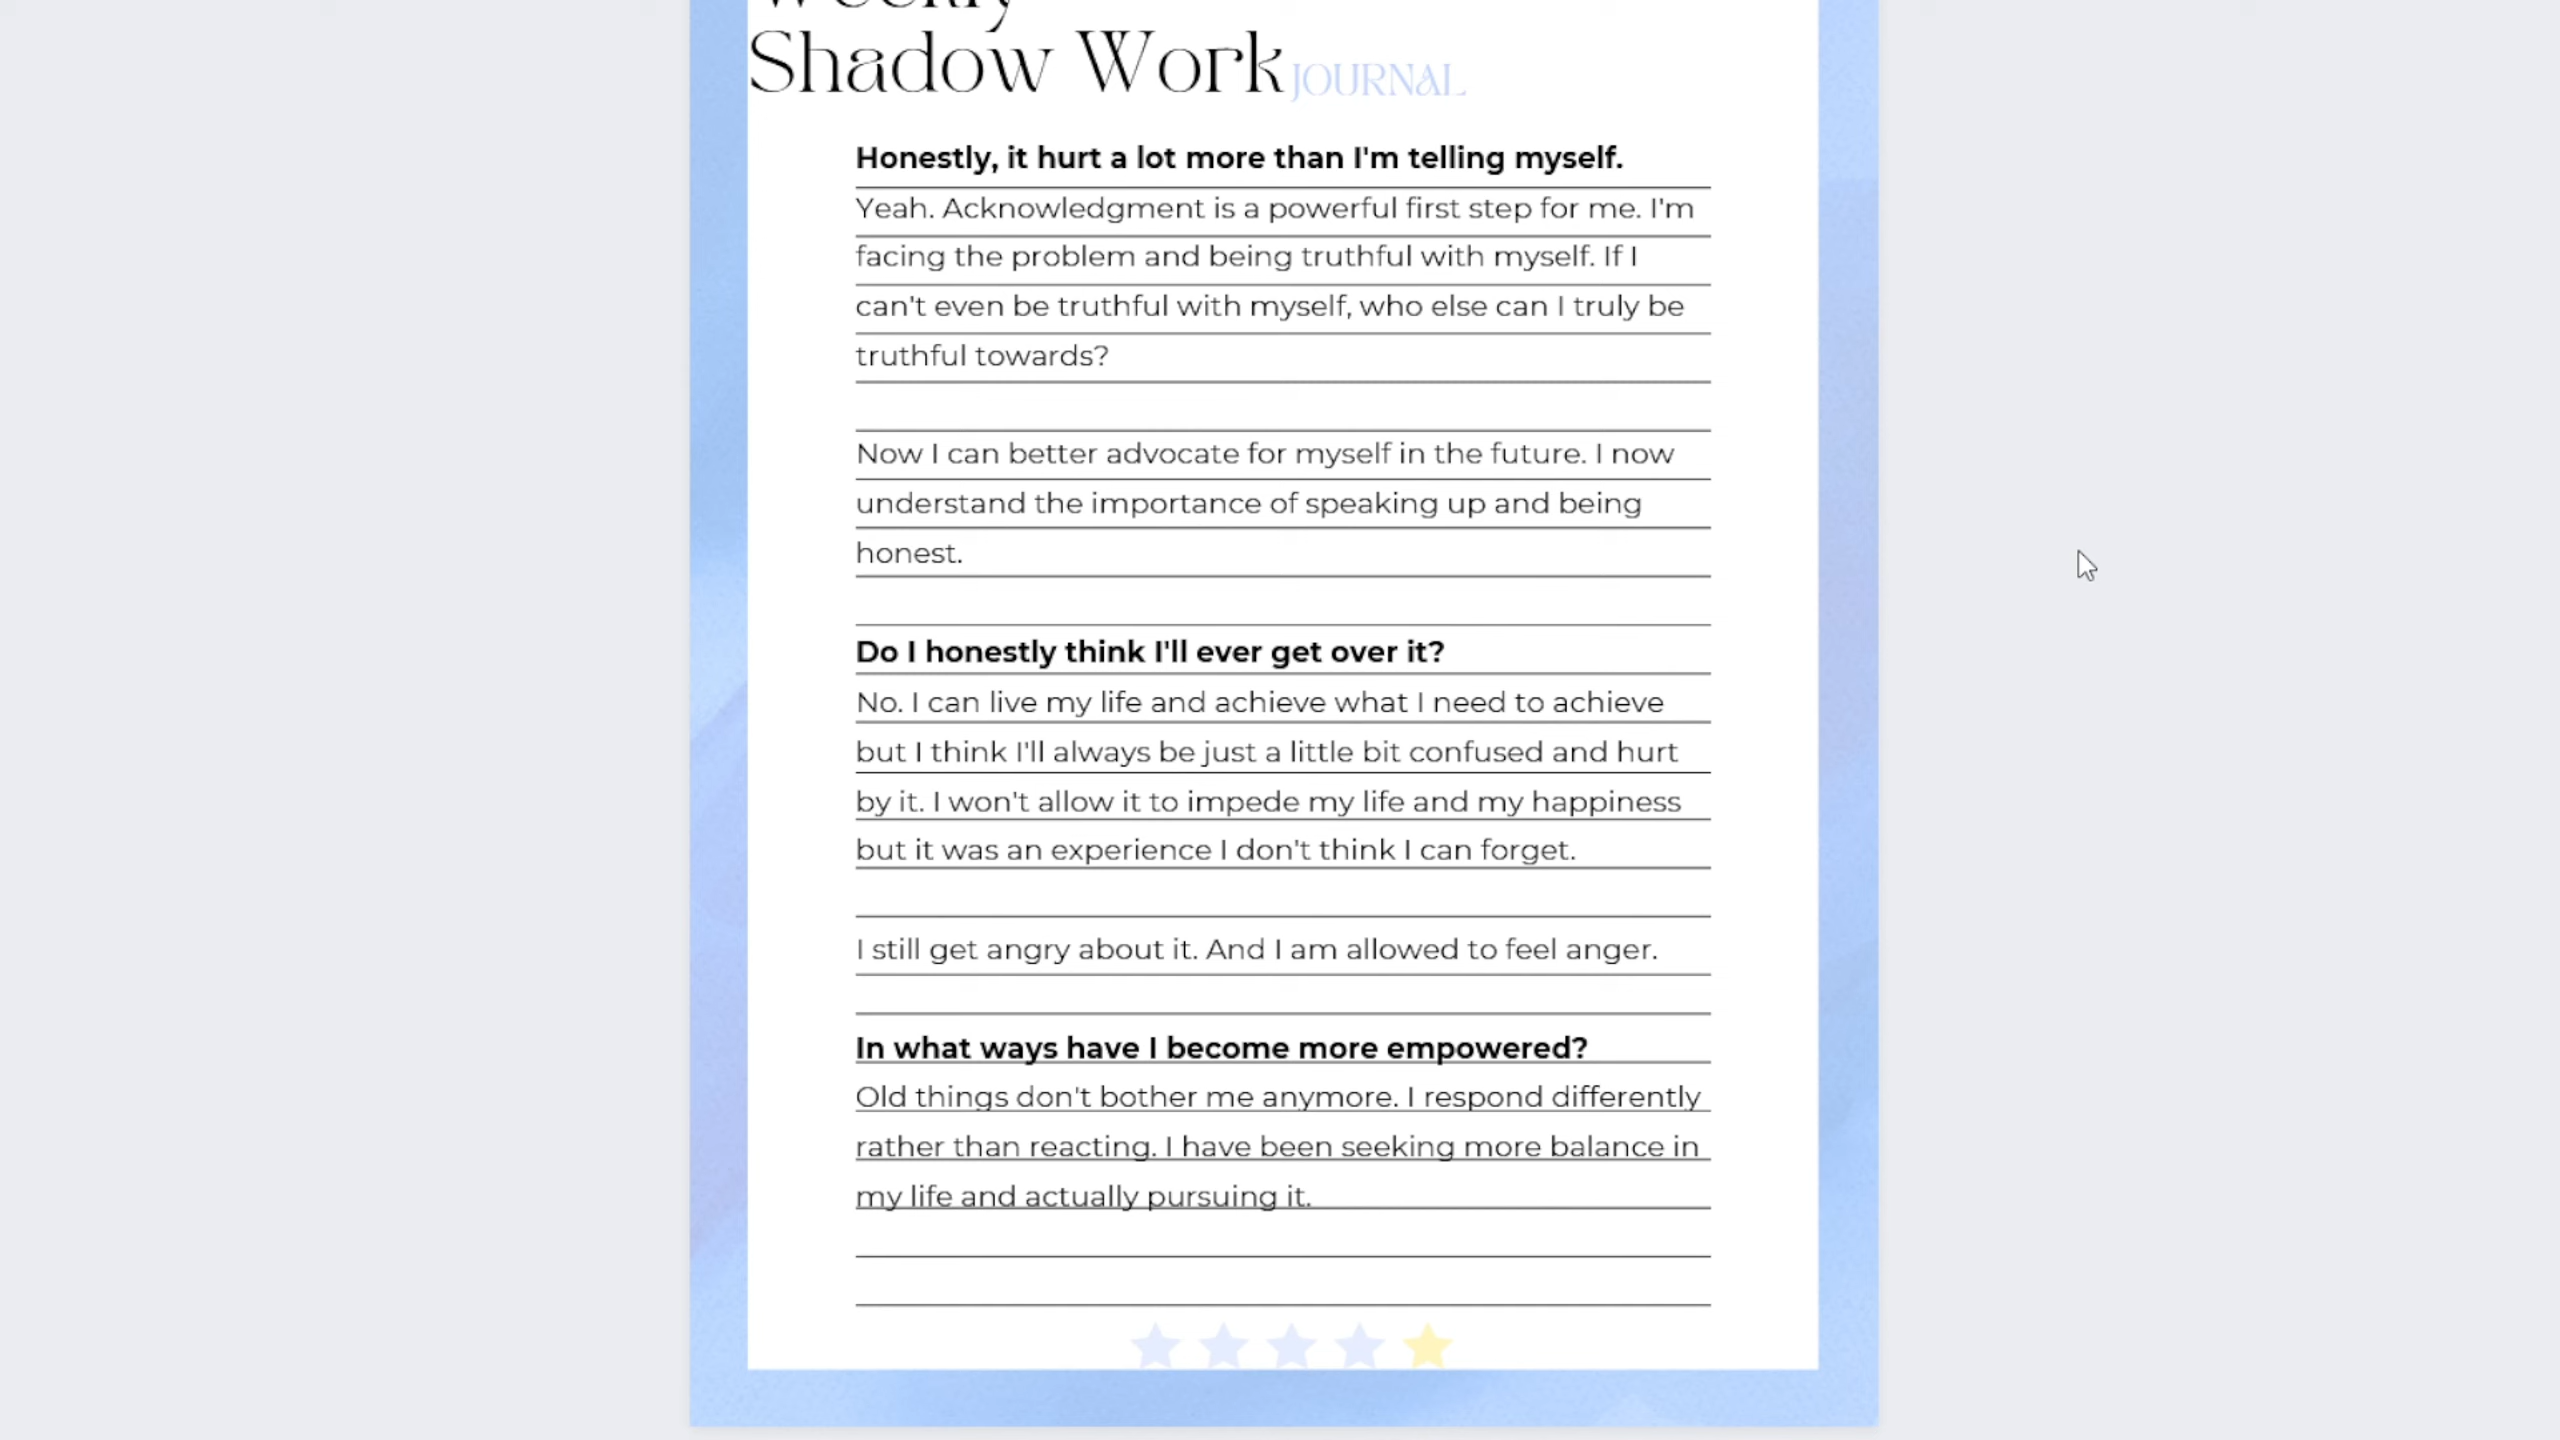 Weekly
Shadow Work JOURNAL
Honestly, it hurt a lot more than I'm telling myself.
Yeah. Acknowledgment is a powerful first step for me. I'm
facing the problem and being truthful with myself. If I
can't even be truthful with myself, who else can I truly be
truthful towards?
Now I can better advocate for myself in the future. I now
understand the importance of speaking up and being
honest.
Do I honestly think I'll ever get over it?
No. I can live my life and achieve what I need to achieve
but I think I'll always be just a little bit confused and hurt
by it. I won't allow it to impede my life and my happiness
but it was an experience I don't think I can forget.
I still get angry about it. And I am allowed to feel anger.
In what ways have I become more empowered?
Old things don't bother me anymore. I respond differently
rather than reacting. I have been seeking more balance in
my life and actually pursuing it.